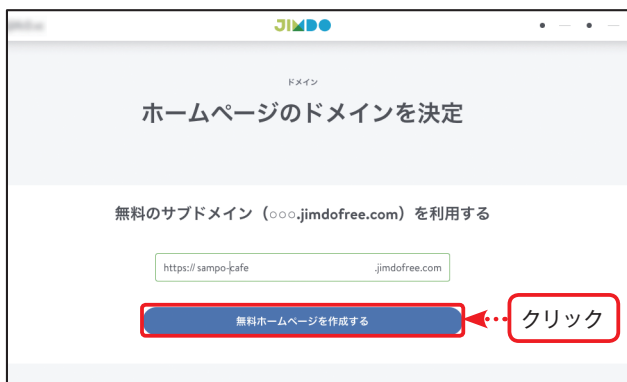 JIMDO
ドメイン
ホームページのドメインを決定
無料のサブドメイン（○○○.jimdofree.com）を利用する
https:// sampo-cafe .jimdofree.com
無料ホームページを作成する
クリック